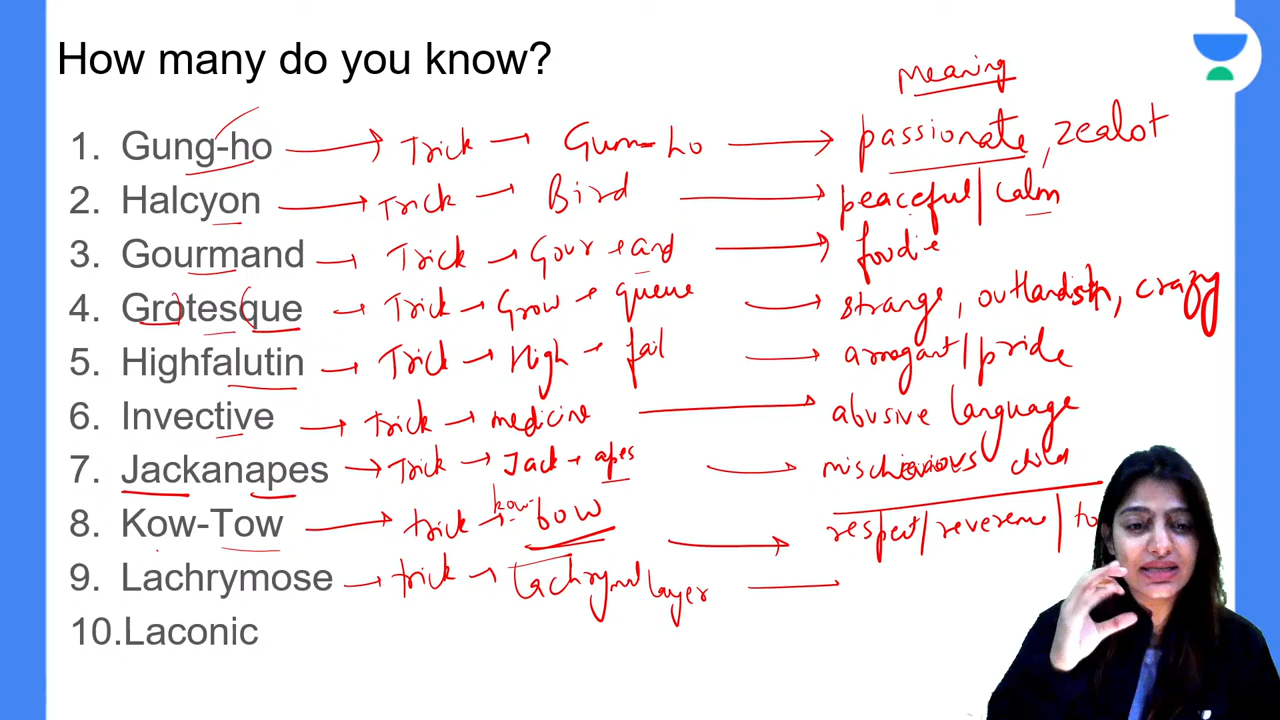 How many do you know?
Meaning
1. Gung-ho → Trick → Gum-ho → passionate, zealot
2. Halcyon → Trick → Bird → peaceful/calm
3. Gourmand → Trick → Gour + and → foodie
4. Grotesque → Trick → Grow + queue → strange, outlandish, crazy
5. Highfalutin → Trick → High - fail → arrogant/pride
6. Invective → trick → medicine → abusive language
7. Jackanapes → Trick → Jack + apes → mischievous child
8. Kow-Tow → trick → kow- bow → respect/reverence/to
9. Lachrymose → trick → Lachrymal layer →
10. Laconic